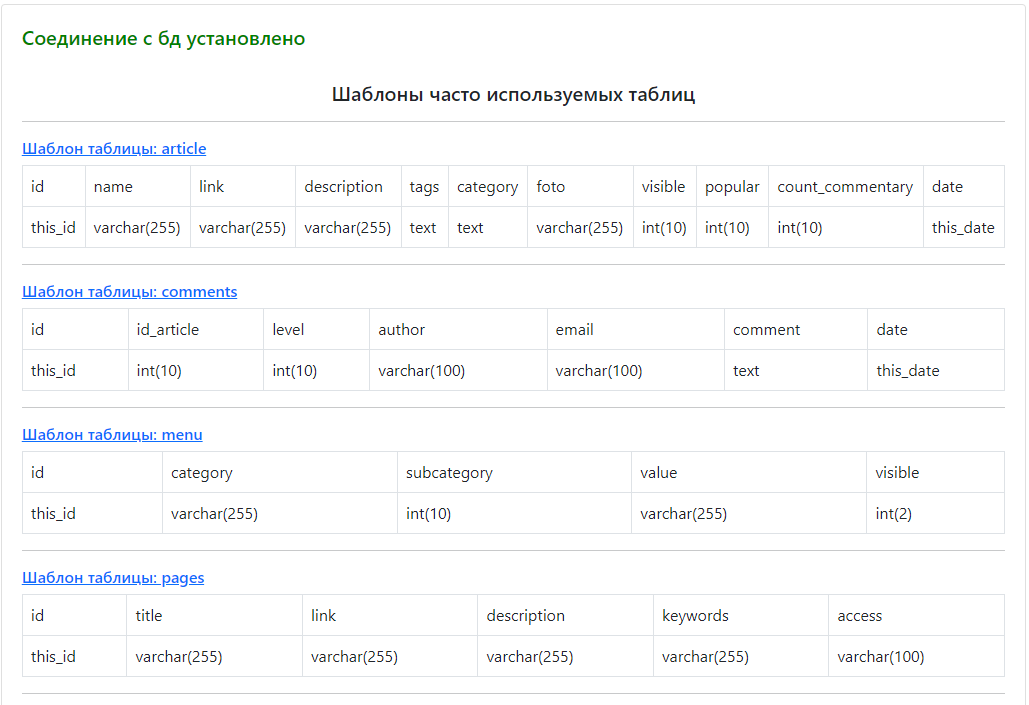 Соединение с бд установлено
Шаблоны часто используемых таблиц
Шаблон таблицы: article
id name link description tags category foto visible popular count_commentary date
this_id varchar(255) varchar(255) varchar(255) text text varchar(255) int(10) int(10) int(10) this_date
Шаблон таблицы: comments
id id_article level author email comment date
this_id int(10) int(10) varchar(100) varchar(100) text this_date
Шаблон таблицы: menu
id category subcategory value visible
this_id varchar(255) int(10) varchar(255) int(2)
Шаблон таблицы: pages
id title link description keywords access
this_id varchar(255) varchar(255) varchar(255) varchar(255) varchar(100)